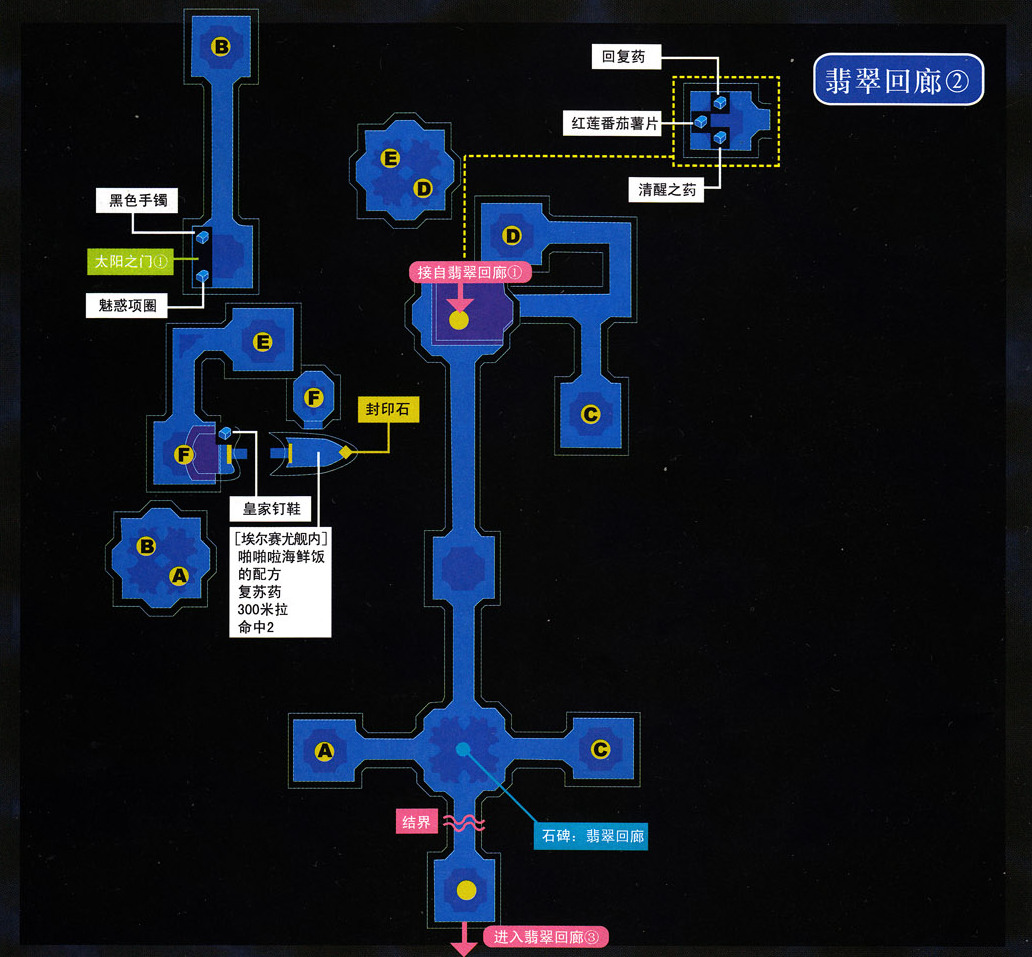 B
回复药
翡翠回廊②
红莲番茄薯片
E
D
清醒之药
黑色手镯
D
太阳之门①
接自翡翠回廊①
魅惑项圈
E
F
封印石
C
F
皇家钉鞋
[埃尔赛尤舰内]
啪啪啦海鲜饭
的配方
复苏药
300米拉
命中2
B
A
A
C
结界
石碑：翡翠回廊
进入翡翠回廊③